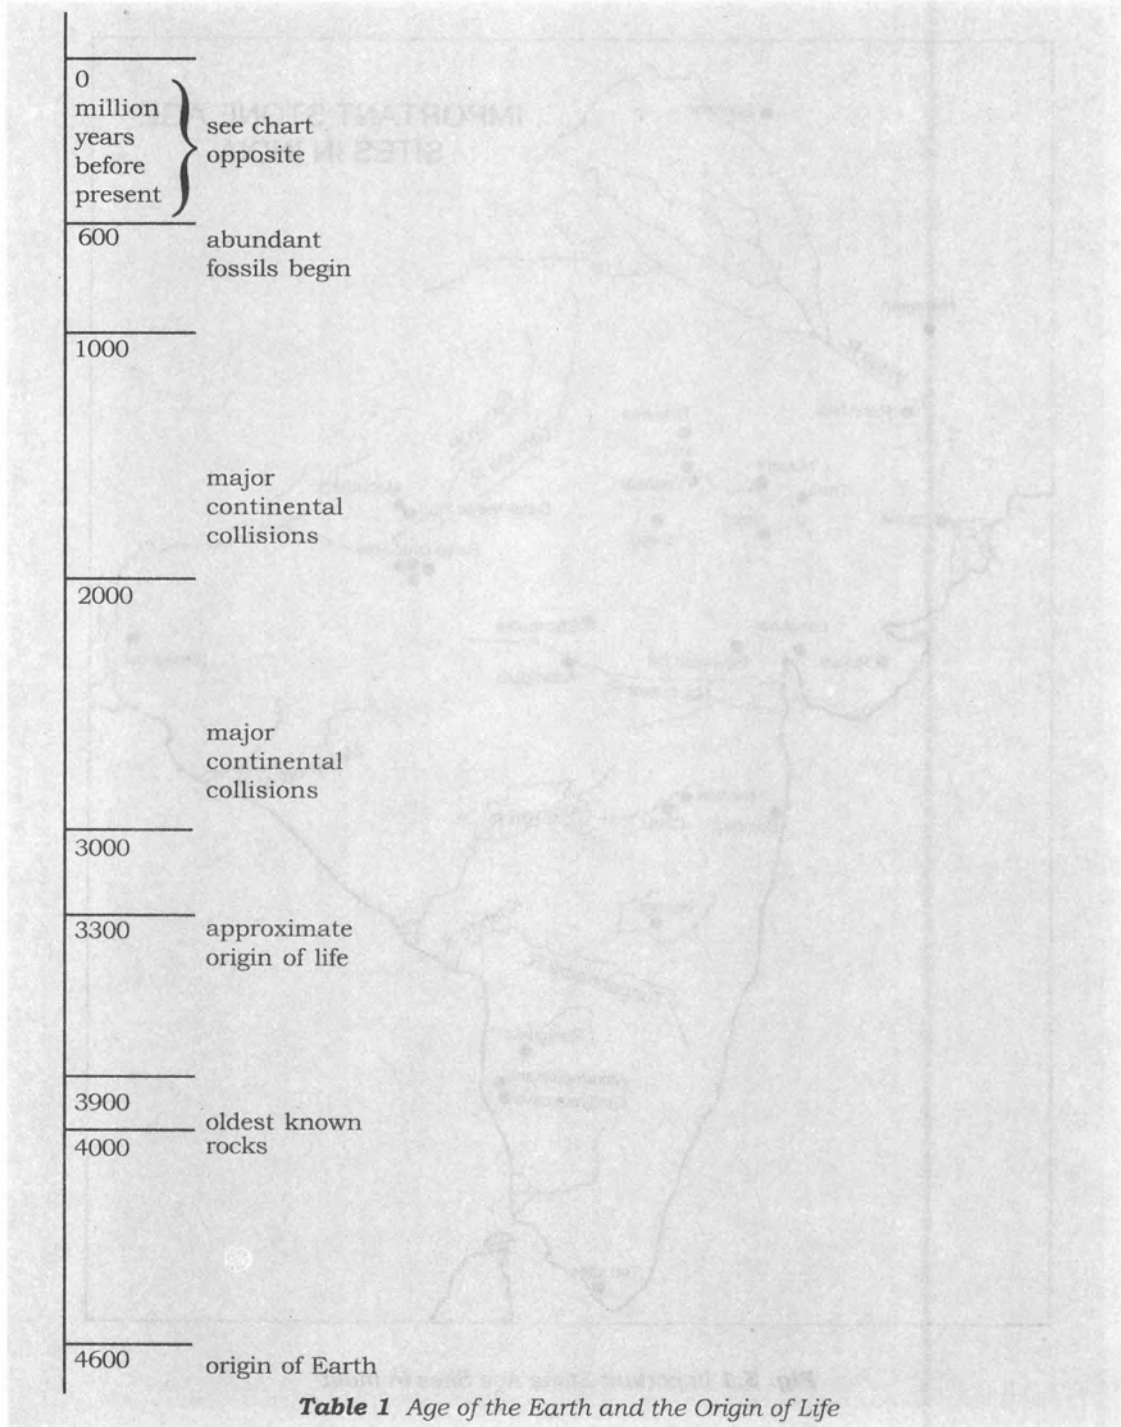 0
million
years
before
present
see chart
opposite
600
abundant
fossils begin
1000
major
continental
collisions
2000
major
continental
collisions
3000
3300
approximate
origin of life
3900
oldest known
rocks
4000
4600
origin of Earth
Table 1 Age of the Earth and the Origin of Life